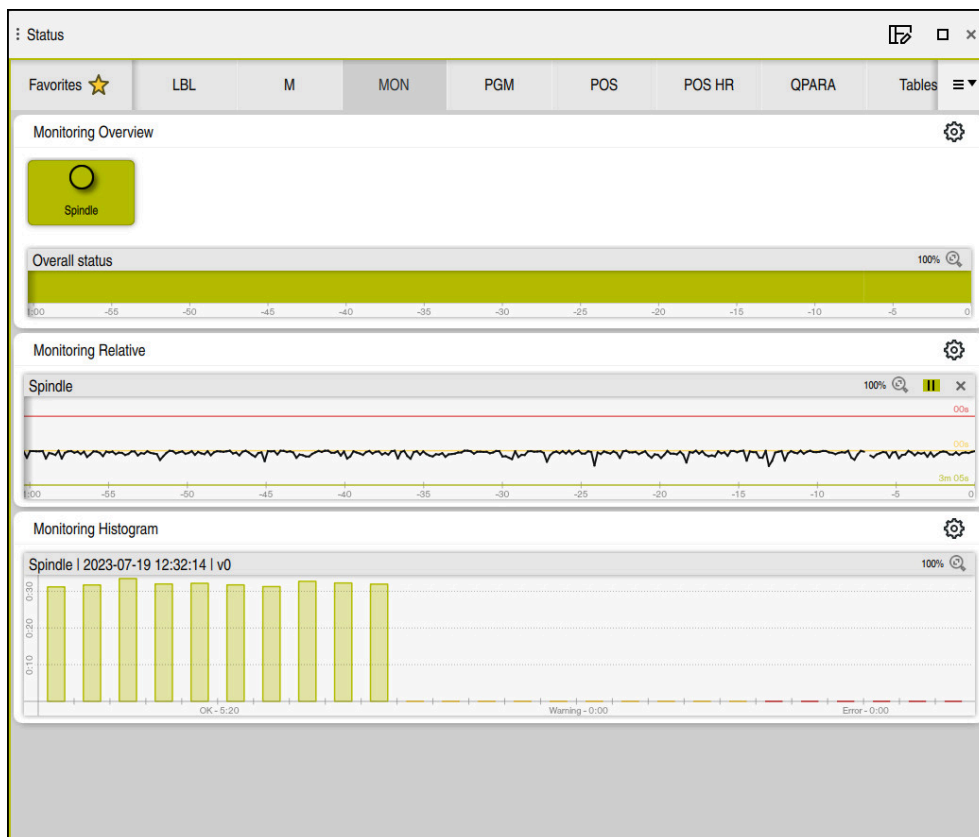 Status
Favorites LBL M MON PGM POS POS HR QPARA Tables
Monitoring Overview
Spindle
Overall status 100%
1:00 -55 -50 -45 -40 -35 -30 -25 -20 -15 -10 -5 0
Monitoring Relative
Spindle 100%
00s
00s
3m 05s
1:00 -55 -50 -45 -40 -35 -30 -25 -20 -15 -10 -5 0
Monitoring Histogram
Spindle | 2023-07-19 12:32:14 | v0 100%
0:30
0:20
0:10
OK - 5:20 Warning - 0:00 Error - 0:00